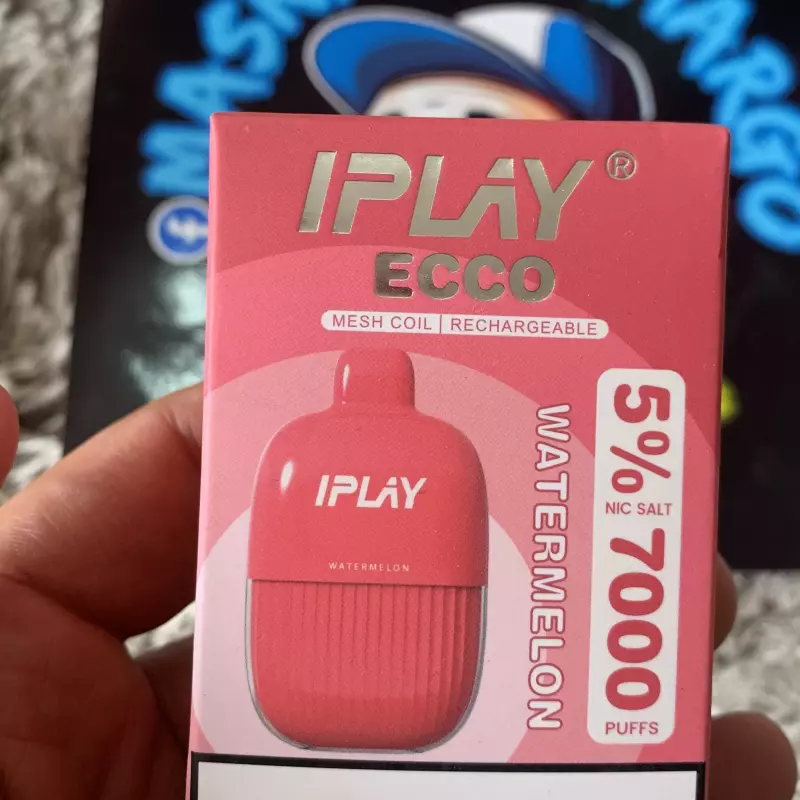 IPLAY®
ECCO
MESH COIL | RECHARGEABLE
IPLAY
WATERMELON
WATERMELON
5%
NIC SALT
7000
PUFFS